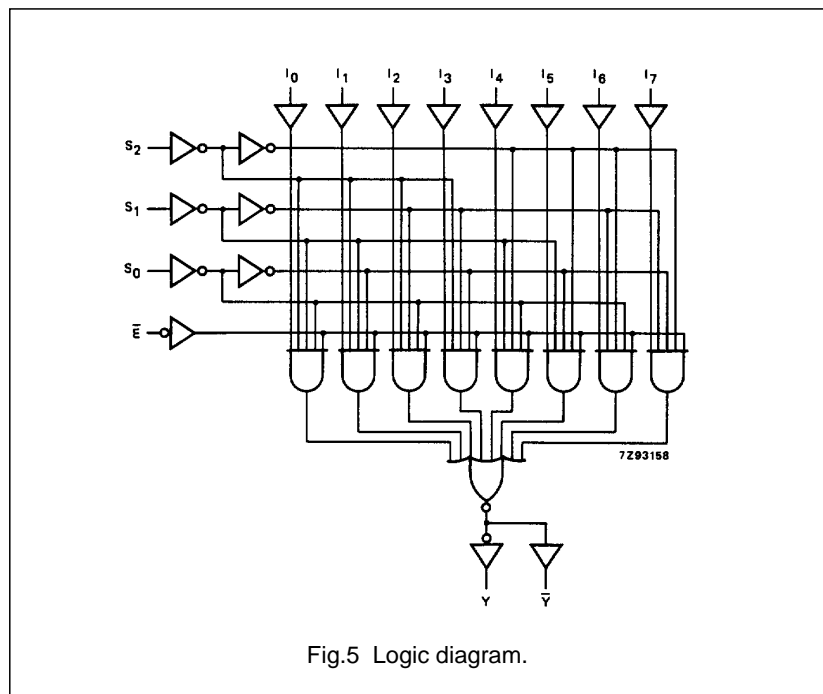 I0 I1 I2 I3 I4 I5 I6 I7
S2
S1
S0
E̅
7Z93158
Y Y̅
Fig.5 Logic diagram.